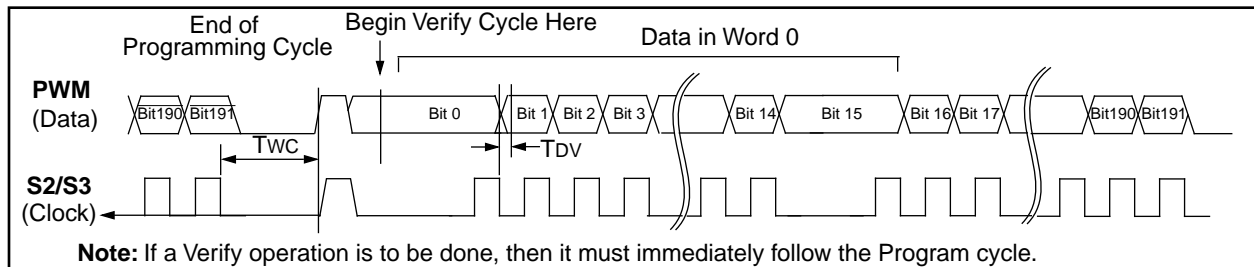 End of
Programming Cycle
Begin Verify Cycle Here
Data in Word 0
PWM
(Data)
Bit190 Bit191 Bit 0 Bit 1 Bit 2 Bit 3 Bit 14 Bit 15 Bit 16 Bit 17 Bit190 Bit191
TWC
TDV
S2/S3
(Clock)
Note: If a Verify operation is to be done, then it must immediately follow the Program cycle.